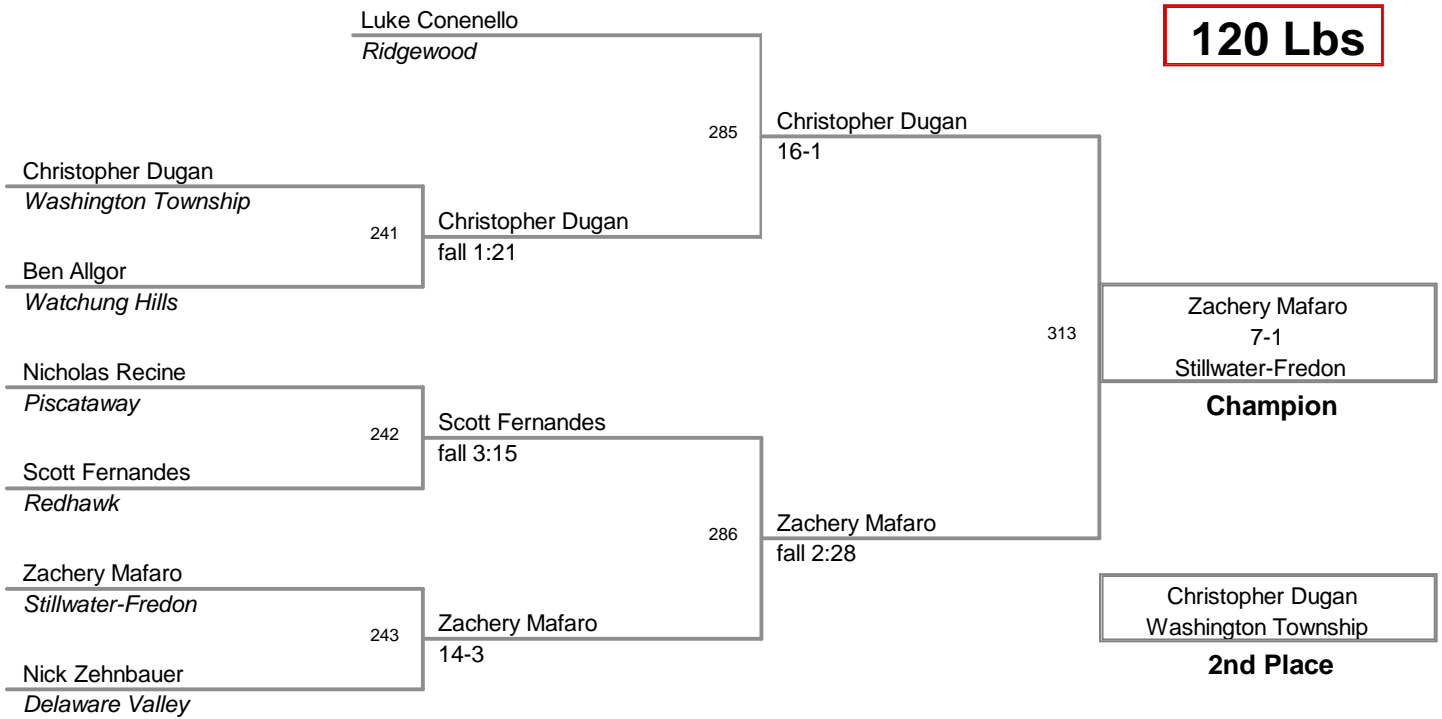 Luke Conenello
Ridgewood
120 Lbs
285
Christopher Dugan
16-1
Christopher Dugan
Washington Township
241
Christopher Dugan
fall 1:21
Ben Allgor
Watchung Hills
313
Zachery Mafaro
7-1
Stillwater-Fredon
Champion
Nicholas Recine
Piscataway
242
Scott Fernandes
fall 3:15
Scott Fernandes
Redhawk
286
Zachery Mafaro
fall 2:28
Zachery Mafaro
Stillwater-Fredon
243
Zachery Mafaro
14-3
Nick Zehnbauer
Delaware Valley
Christopher Dugan
Washington Township
2nd Place